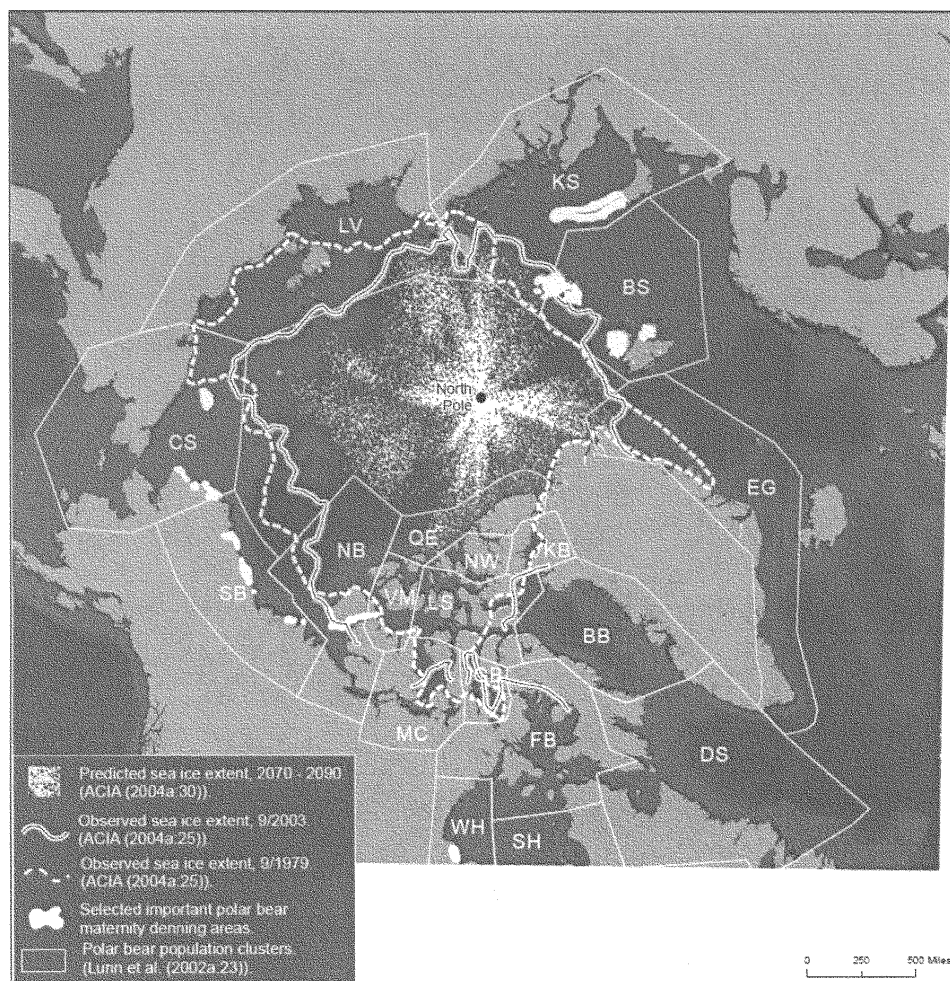 KS
LV
BS
North
Pole
CS
EG
NB
QE
NW
KB
SB
VM
LS
BB
GB
MC
FB
DS
WH
SH
Predicted sea ice extent, 2070 - 2090
(ACIA (2004a:30)).
Observed sea ice extent, 9/2003
(ACIA (2004a:25)).
Observed sea ice extent, 9/1979
(ACIA (2004a:25)).
Selected important polar bear
maternity denning areas.
Polar bear population clusters
(Lunn et al. (2002a:23)).
0 250 500 Miles